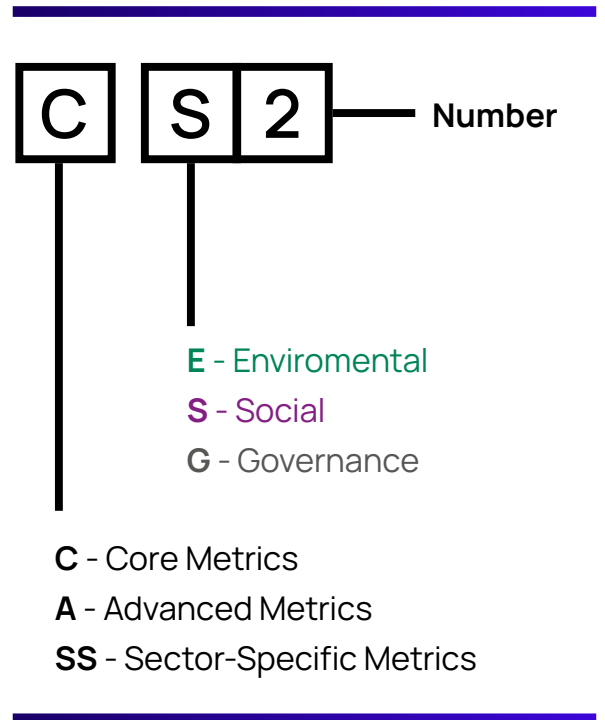 C S 2 Number
E - Enviromental
S - Social
G - Governance
C - Core Metrics
A - Advanced Metrics
SS - Sector-Specific Metrics